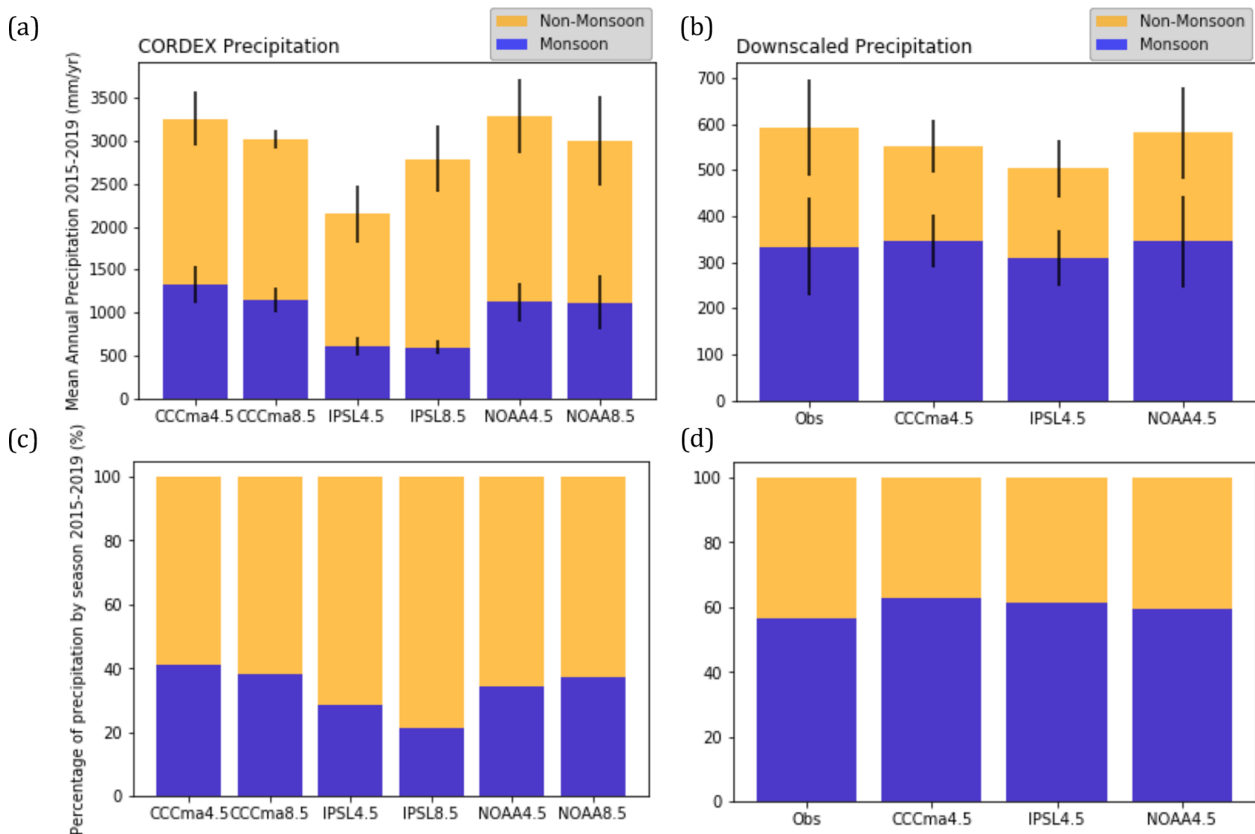 (a)
CORDEX Precipitation
Non-Monsoon
Monsoon
Mean Annual Precipitation 2015-2019 (mm/yr)
3500
3000
2500
2000
1500
1000
500
0
CCCma4.5 CCCma8.5 IPSL4.5 IPSL8.5 NOAA4.5 NOAA8.5
(b)
Downscaled Precipitation
Non-Monsoon
Monsoon
700
600
500
400
300
200
100
0
Obs CCCma4.5 IPSL4.5 NOAA4.5
(c)
Percentage of precipitation by season 2015-2019 (%)
100
80
60
40
20
0
CCCma4.5 CCCma8.5 IPSL4.5 IPSL8.5 NOAA4.5 NOAA8.5
(d)
100
80
60
40
20
0
Obs CCCma4.5 IPSL4.5 NOAA4.5